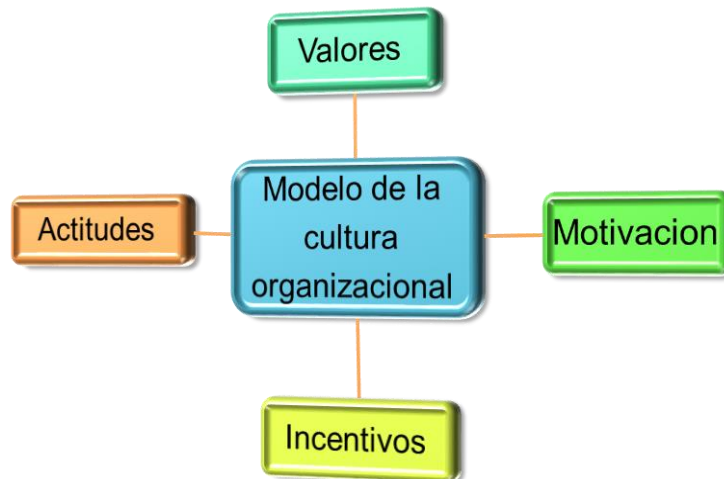 Valores
Modelo de la
cultura
organizacional
Actitudes
Motivacion
Incentivos